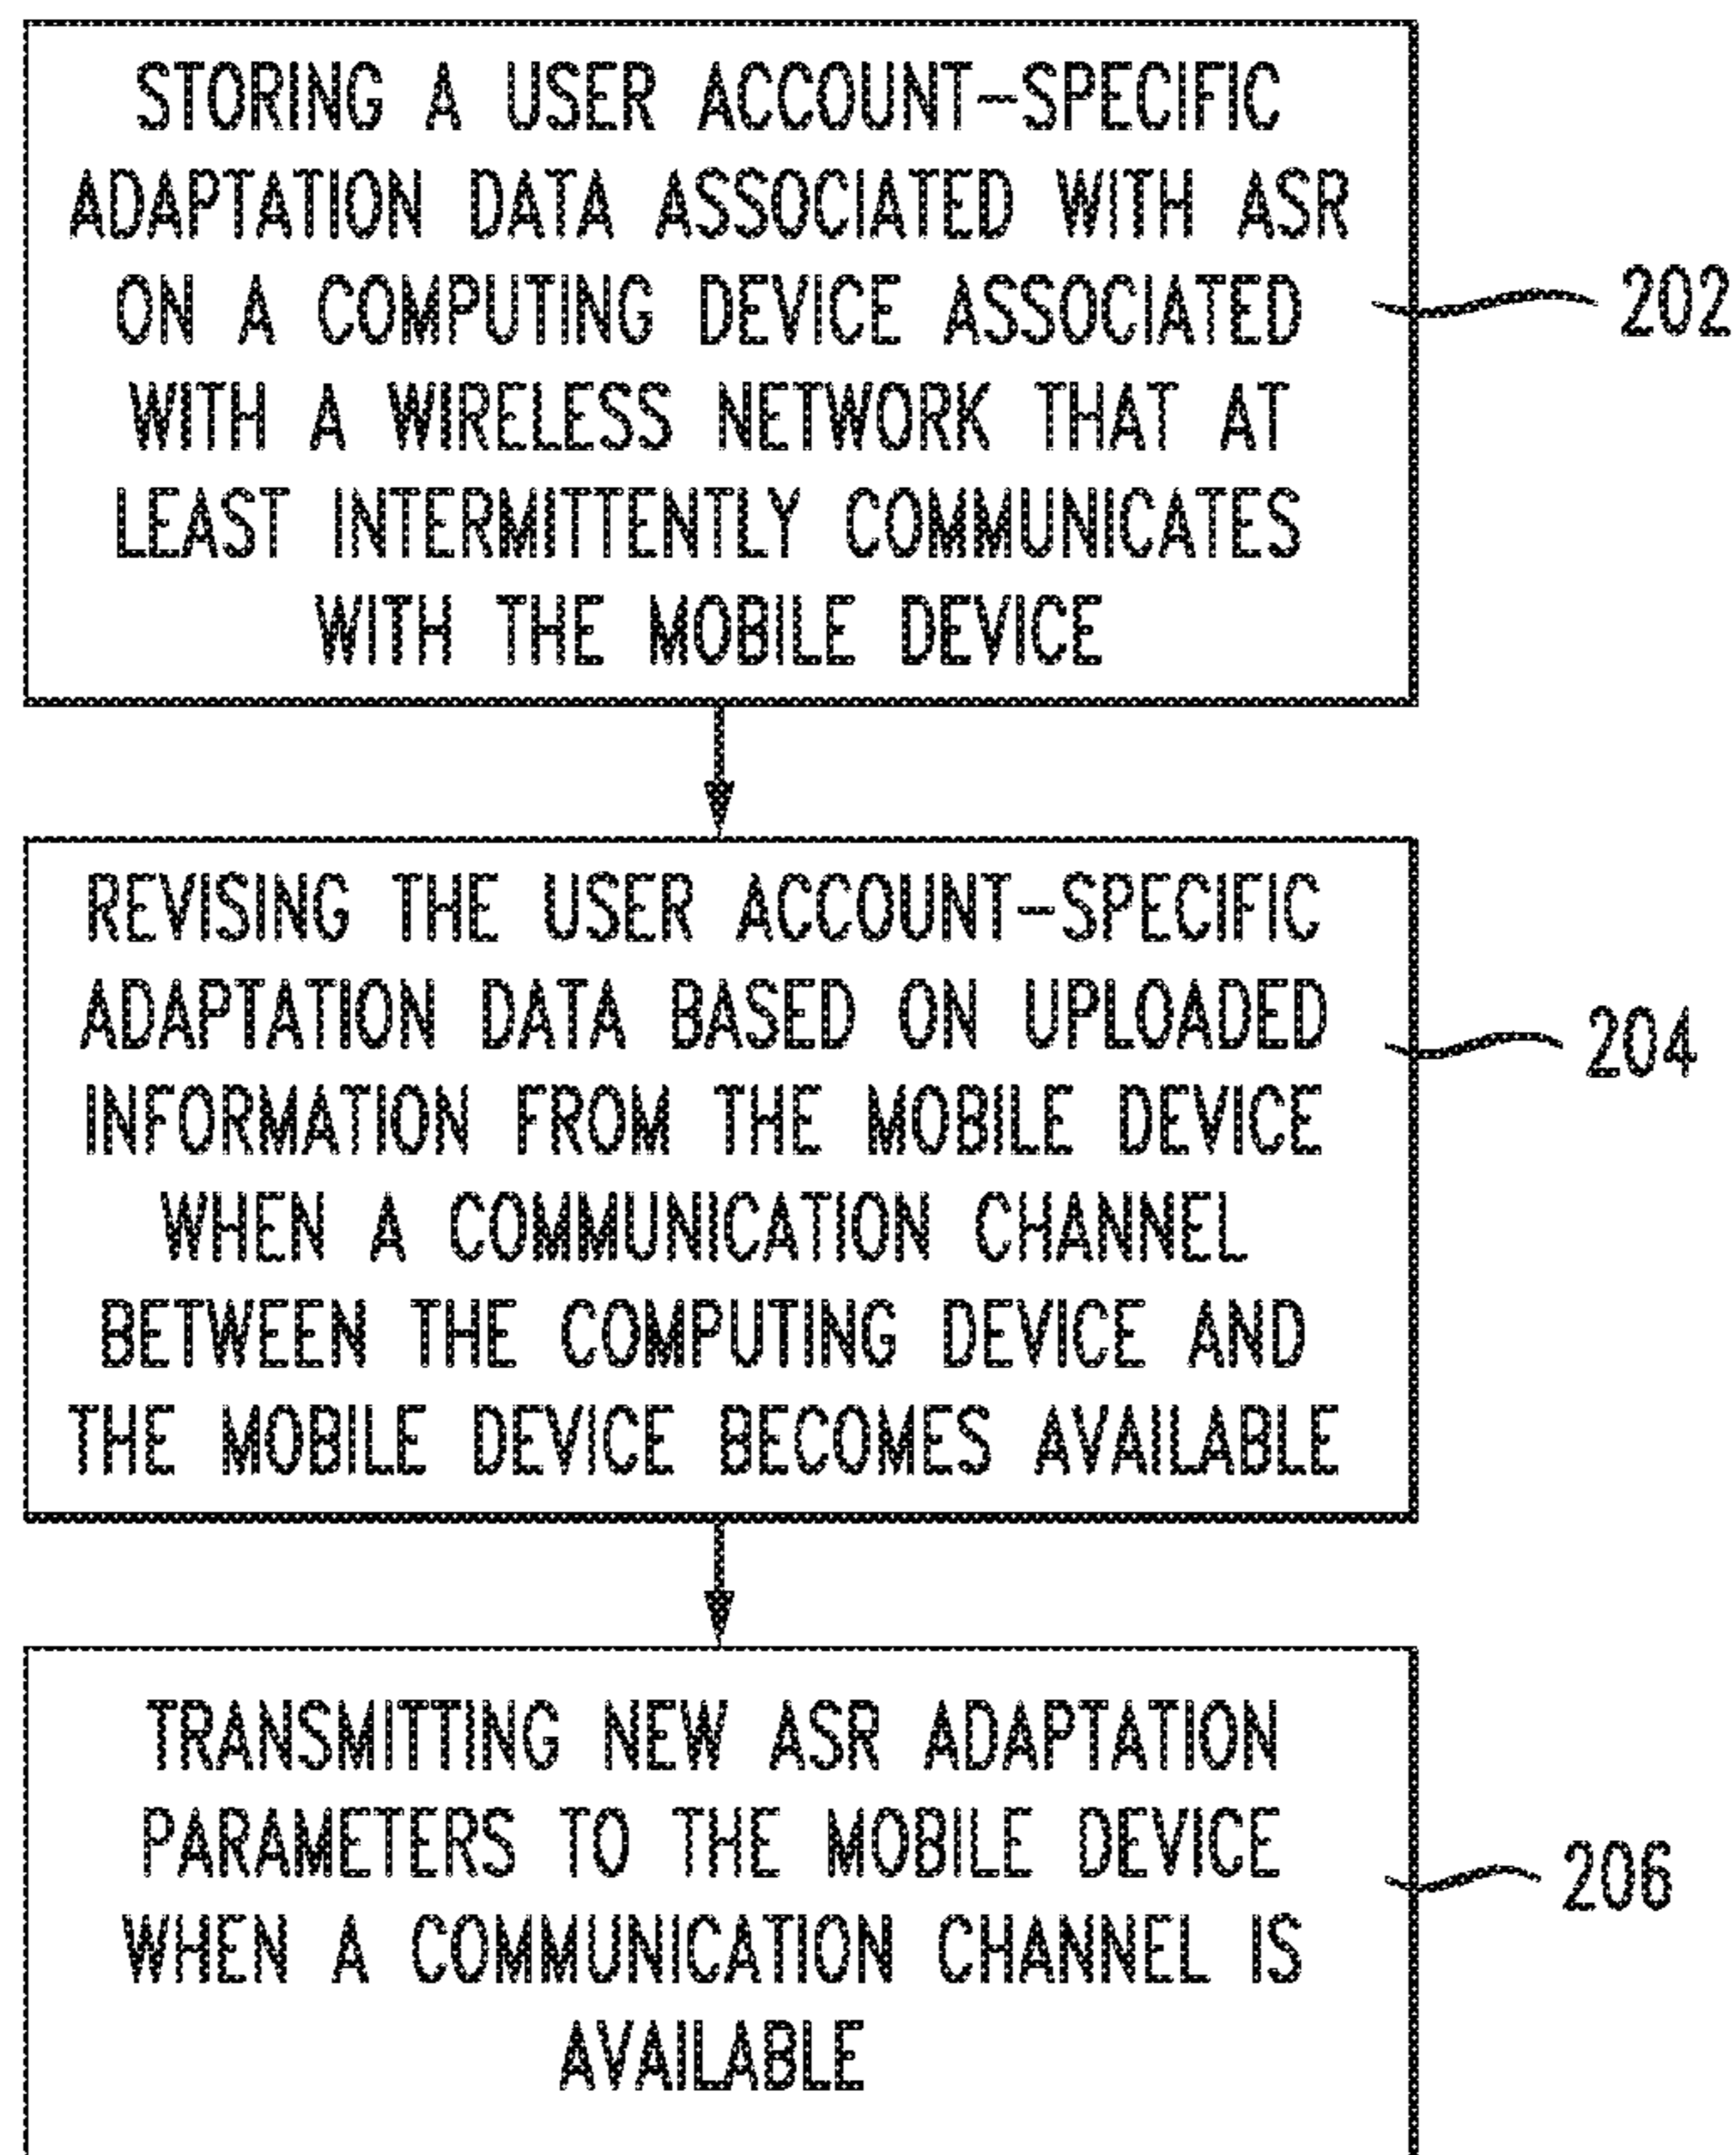 STORING A USER ACCOUNT-SPECIFIC
ADAPTATION DATA ASSOCIATED WITH ASR
ON A COMPUTING DEVICE ASSOCIATED
WITH A WIRELESS NETWORK THAT AT
LEAST INTERMITTENTLY COMMUNICATES
WITH THE MOBILE DEVICE
202
REVISING THE USER ACCOUNT-SPECIFIC
ADAPTATION DATA BASED ON UPLOADED
INFORMATION FROM THE MOBILE DEVICE
WHEN A COMMUNICATION CHANNEL
BETWEEN THE COMPUTING DEVICE AND
THE MOBILE DEVICE BECOMES AVAILABLE
204
TRANSMITTING NEW ASR ADAPTATION
PARAMETERS TO THE MOBILE DEVICE
WHEN A COMMUNICATION CHANNEL IS
AVAILABLE
206